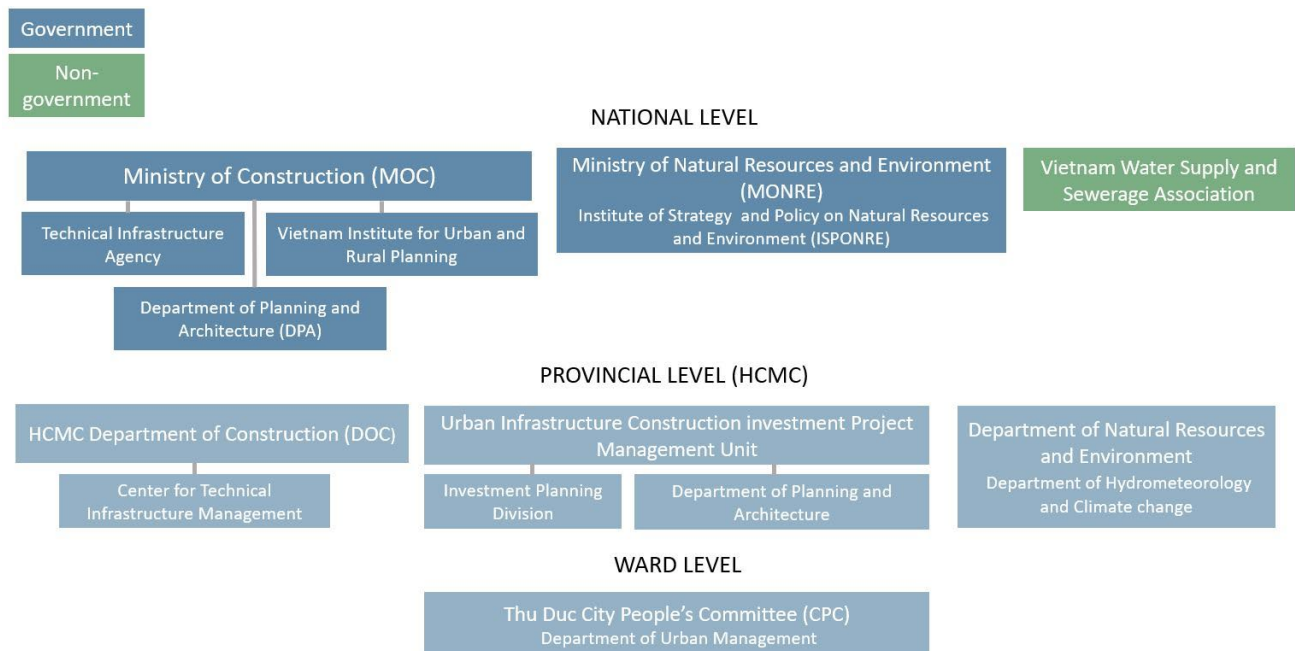 Government
Non-
government
NATIONAL LEVEL
Ministry of Construction (MOC)
Technical Infrastructure
Agency
Vietnam Institute for Urban and
Rural Planning
Department of Planning and
Architecture (DPA)
Ministry of Natural Resources and Environment
(MONRE)
Institute of Strategy and Policy on Natural Resources
and Environment (ISPONRE)
Vietnam Water Supply and
Sewerage Association
PROVINCIAL LEVEL (HCMC)
HCMC Department of Construction (DOC)
Center for Technical
Infrastructure Management
Urban Infrastructure Construction investment Project
Management Unit
Investment Planning
Division
Department of Planning and
Architecture
Department of Natural Resources
and Environment
Department of Hydrometeorology
and Climate change
WARD LEVEL
Thu Duc City People’s Committee (CPC)
Department of Urban Management